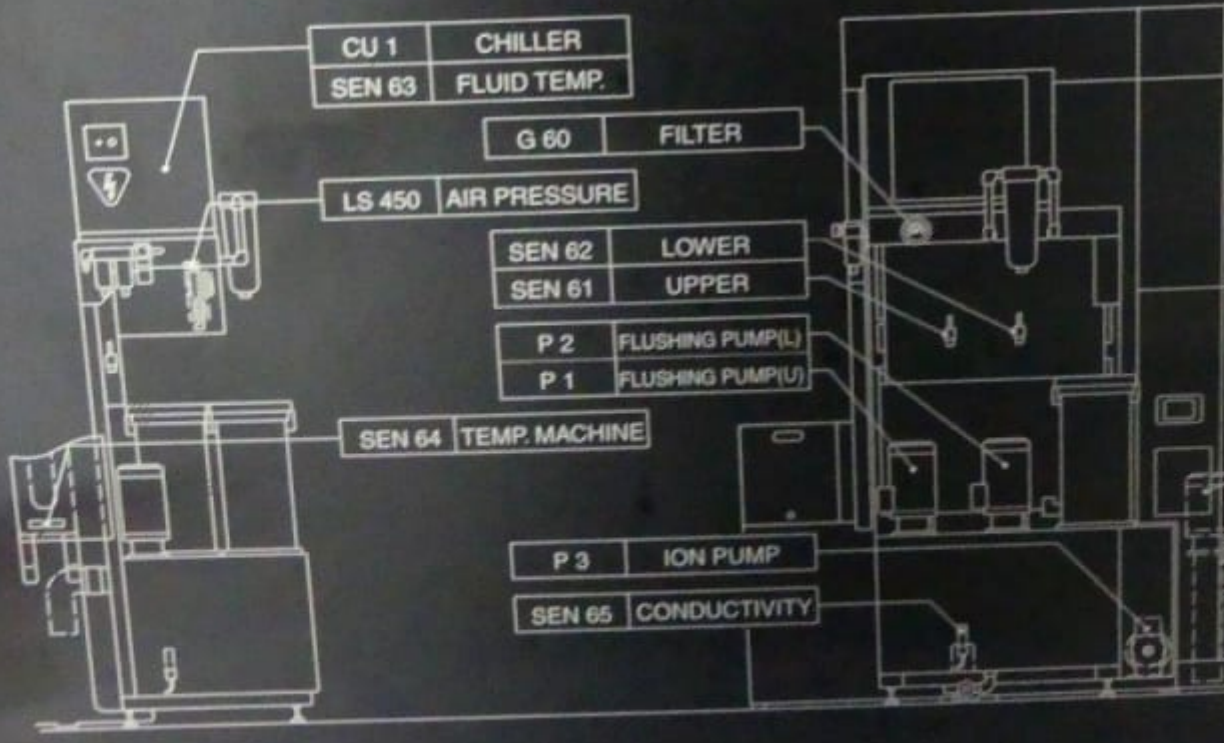 CU 1 CHILLER
SEN 63 FLUID TEMP.
G 60 FILTER
LS 450 AIR PRESSURE
SEN 62 LOWER
SEN 61 UPPER
P 2 FLUSHING PUMP(L)
P 1 FLUSHING PUMP(U)
SEN 64 TEMP. MACHINE
P 3 ION PUMP
SEN 65 CONDUCTIVITY